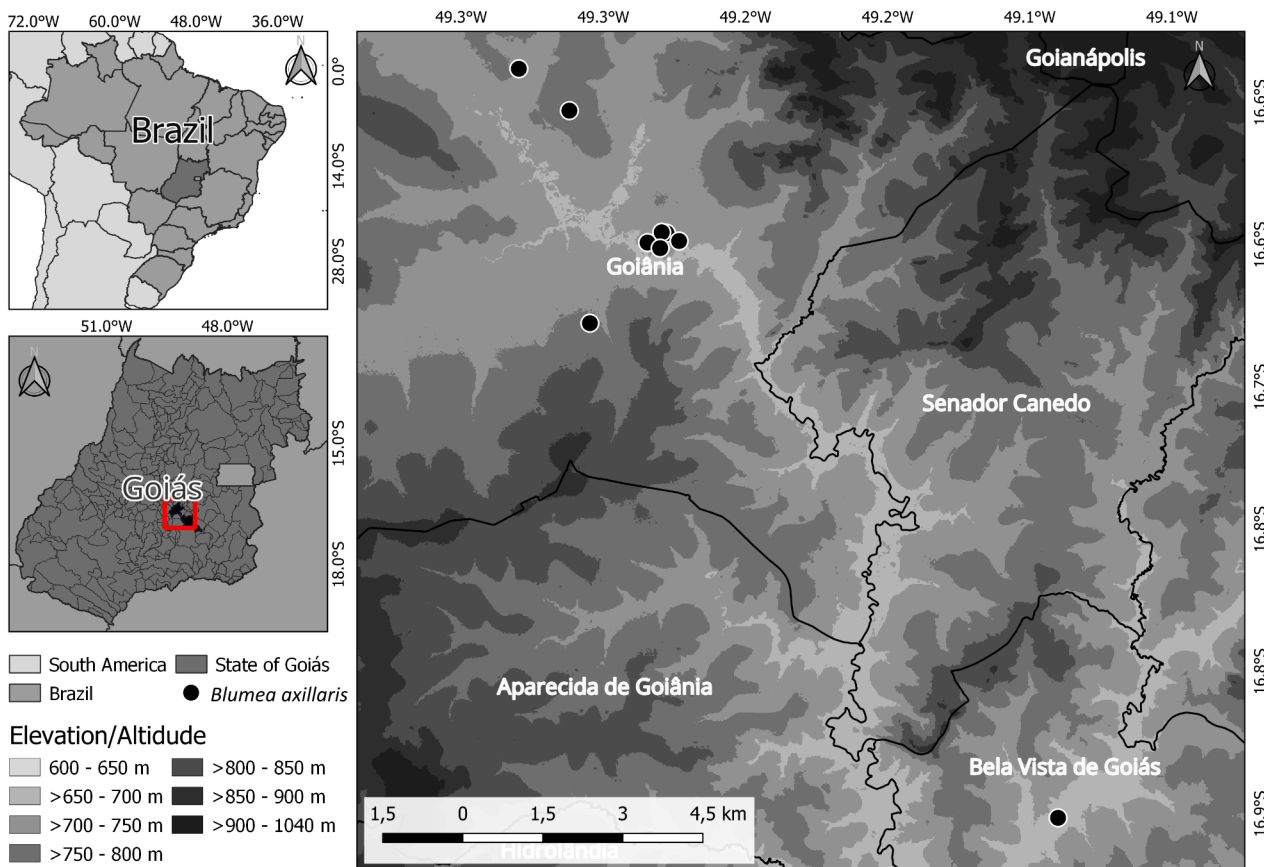 72.0°W 60.0°W 48.0°W 36.0°W
N
0.0°
14.0°S
28.0°S
Brazil
51.0°W 48.0°W
N
15.0°S
18.0°S
Goiás
South America
State of Goiás
Brazil
Blumea axillaris
Elevation/Altidude
600 - 650 m
>650 - 700 m
>700 - 750 m
>750 - 800 m
>800 - 850 m
>850 - 900 m
>900 - 1040 m
49.3°W 49.3°W 49.2°W 49.2°W 49.1°W 49.1°W
N
16.6°S
16.6°S
16.7°S
16.8°S
16.8°S
16.9°S
Goianápolis
Goiânia
Senador Canedo
Aparecida de Goiânia
Bela Vista de Goiás
1,5 0 1,5 3 4,5 km
Hidrolândia